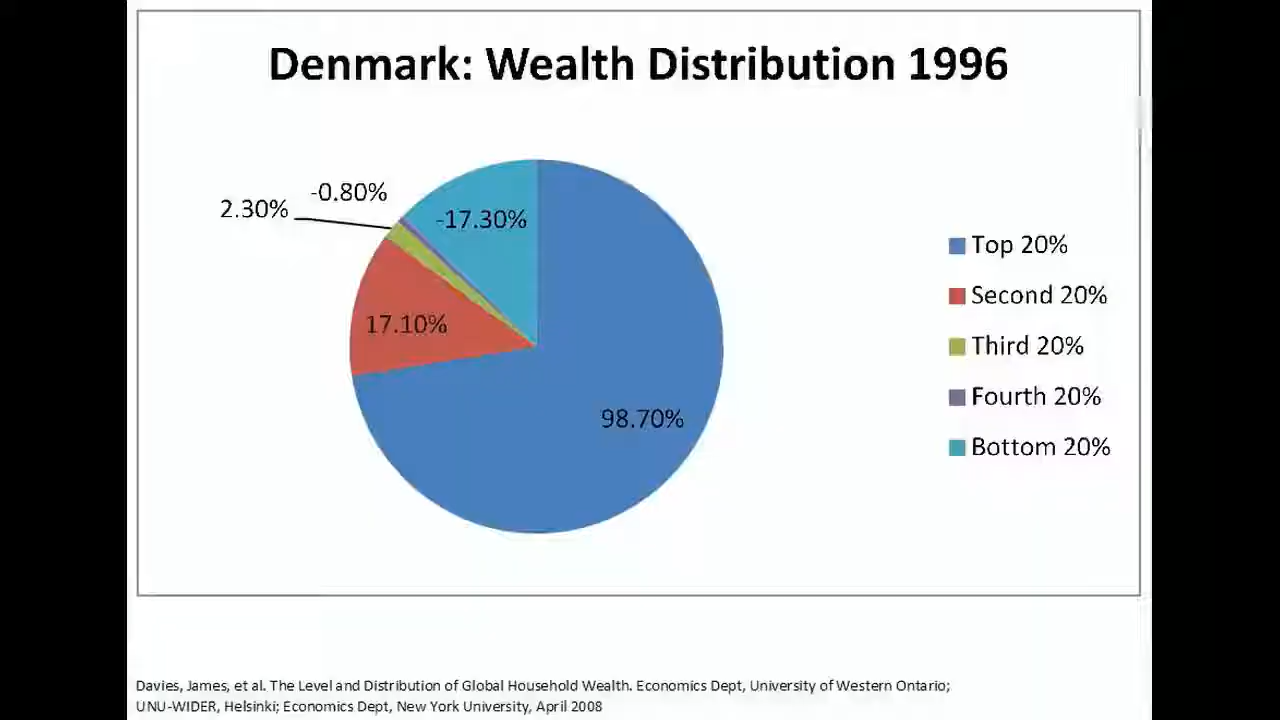 Denmark: Wealth Distribution 1996
-0.80%
2.30%
-17.30%
17.10%
98.70%
Top 20%
Second 20%
Third 20%
Fourth 20%
Bottom 20%
Davies, James, et al. The Level and Distribution of Global Household Wealth. Economics Dept, University of Western Ontario;
UNU-WIDER, Helsinki; Economics Dept, New York University, April 2008